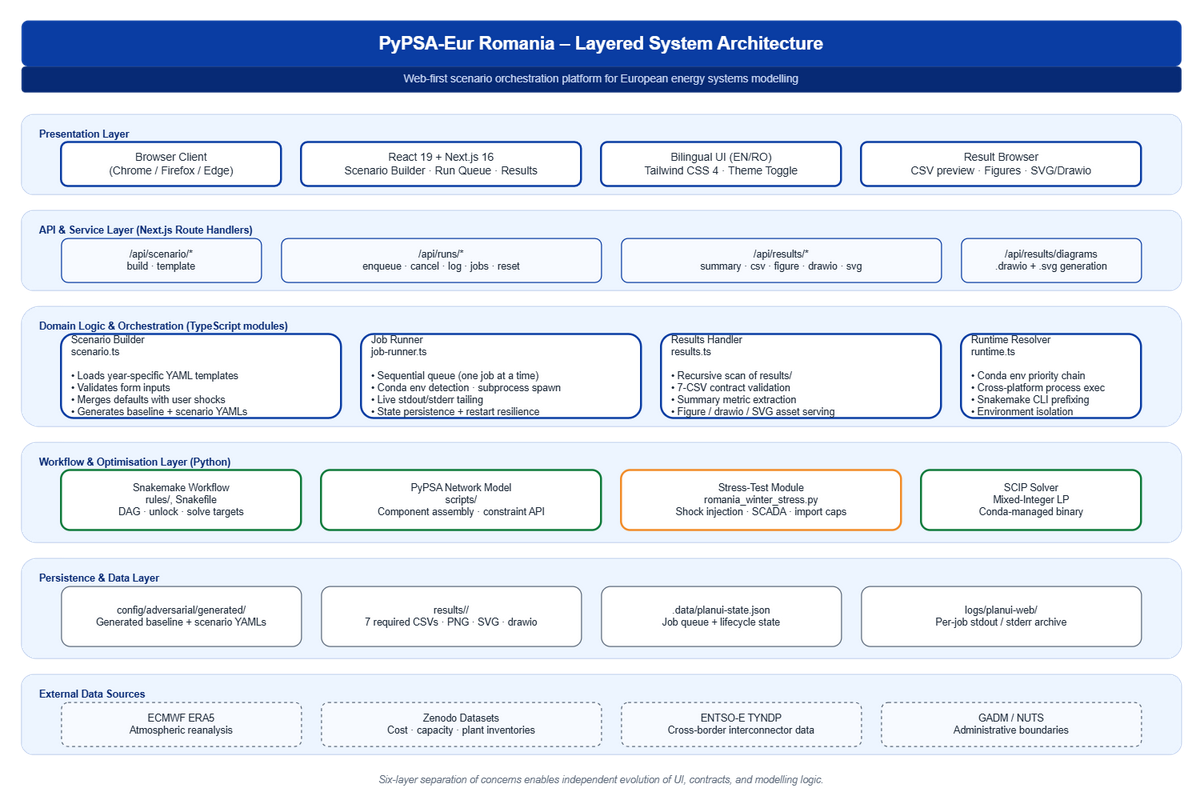 PyPSA-Eur Romania – Layered System Architecture
Web-first scenario orchestration platform for European energy systems modelling
Presentation Layer
Browser Client
(Chrome / Firefox / Edge)
React 19 + Next.js 16
Scenario Builder · Run Queue · Results
Bilingual UI (EN/RO)
Tailwind CSS 4 · Theme Toggle
Result Browser
CSV preview · Figures · SVG/Drawio
API & Service Layer (Next.js Route Handlers)
/api/scenario/*
build · template
/api/runs/*
enqueue · cancel · log · jobs · reset
/api/results/*
summary · csv · figure · drawio · svg
/api/results/diagrams
.drawio + .svg generation
Domain Logic & Orchestration (TypeScript modules)
Scenario Builder
scenario.ts
• Loads year-specific YAML templates
• Validates form inputs
• Merges defaults with user shocks
• Generates baseline + scenario YAMLs
Job Runner
job-runner.ts
• Sequential queue (one job at a time)
• Conda env detection · subprocess spawn
• Live stdout/stderr tailing
• State persistence + restart resilience
Results Handler
results.ts
• Recursive scan of results/
• 7-CSV contract validation
• Summary metric extraction
• Figure / drawio / SVG asset serving
Runtime Resolver
runtime.ts
• Conda env priority chain
• Cross-platform process exec
• Snakemake CLI prefixing
• Environment isolation
Workflow & Optimisation Layer (Python)
Snakemake Workflow
rules/, Snakefile
DAG · unlock · solve targets
PyPSA Network Model
scripts/
Component assembly · constraint API
Stress-Test Module
romania_winter_stress.py
Shock injection · SCADA · import caps
SCIP Solver
Mixed-Integer LP
Conda-managed binary
Persistence & Data Layer
config/adversarial/generated/
Generated baseline + scenario YAMLs
results//
7 required CSVs · PNG · SVG · drawio
.data/planui-state.json
Job queue + lifecycle state
logs/planui-web/
Per-job stdout / stderr archive
External Data Sources
ECMWF ERA5
Atmospheric reanalysis
Zenodo Datasets
Cost · capacity · plant inventories
ENTSO-E TYNDP
Cross-border interconnector data
GADM / NUTS
Administrative boundaries
Six-layer separation of concerns enables independent evolution of UI, contracts, and modelling logic.